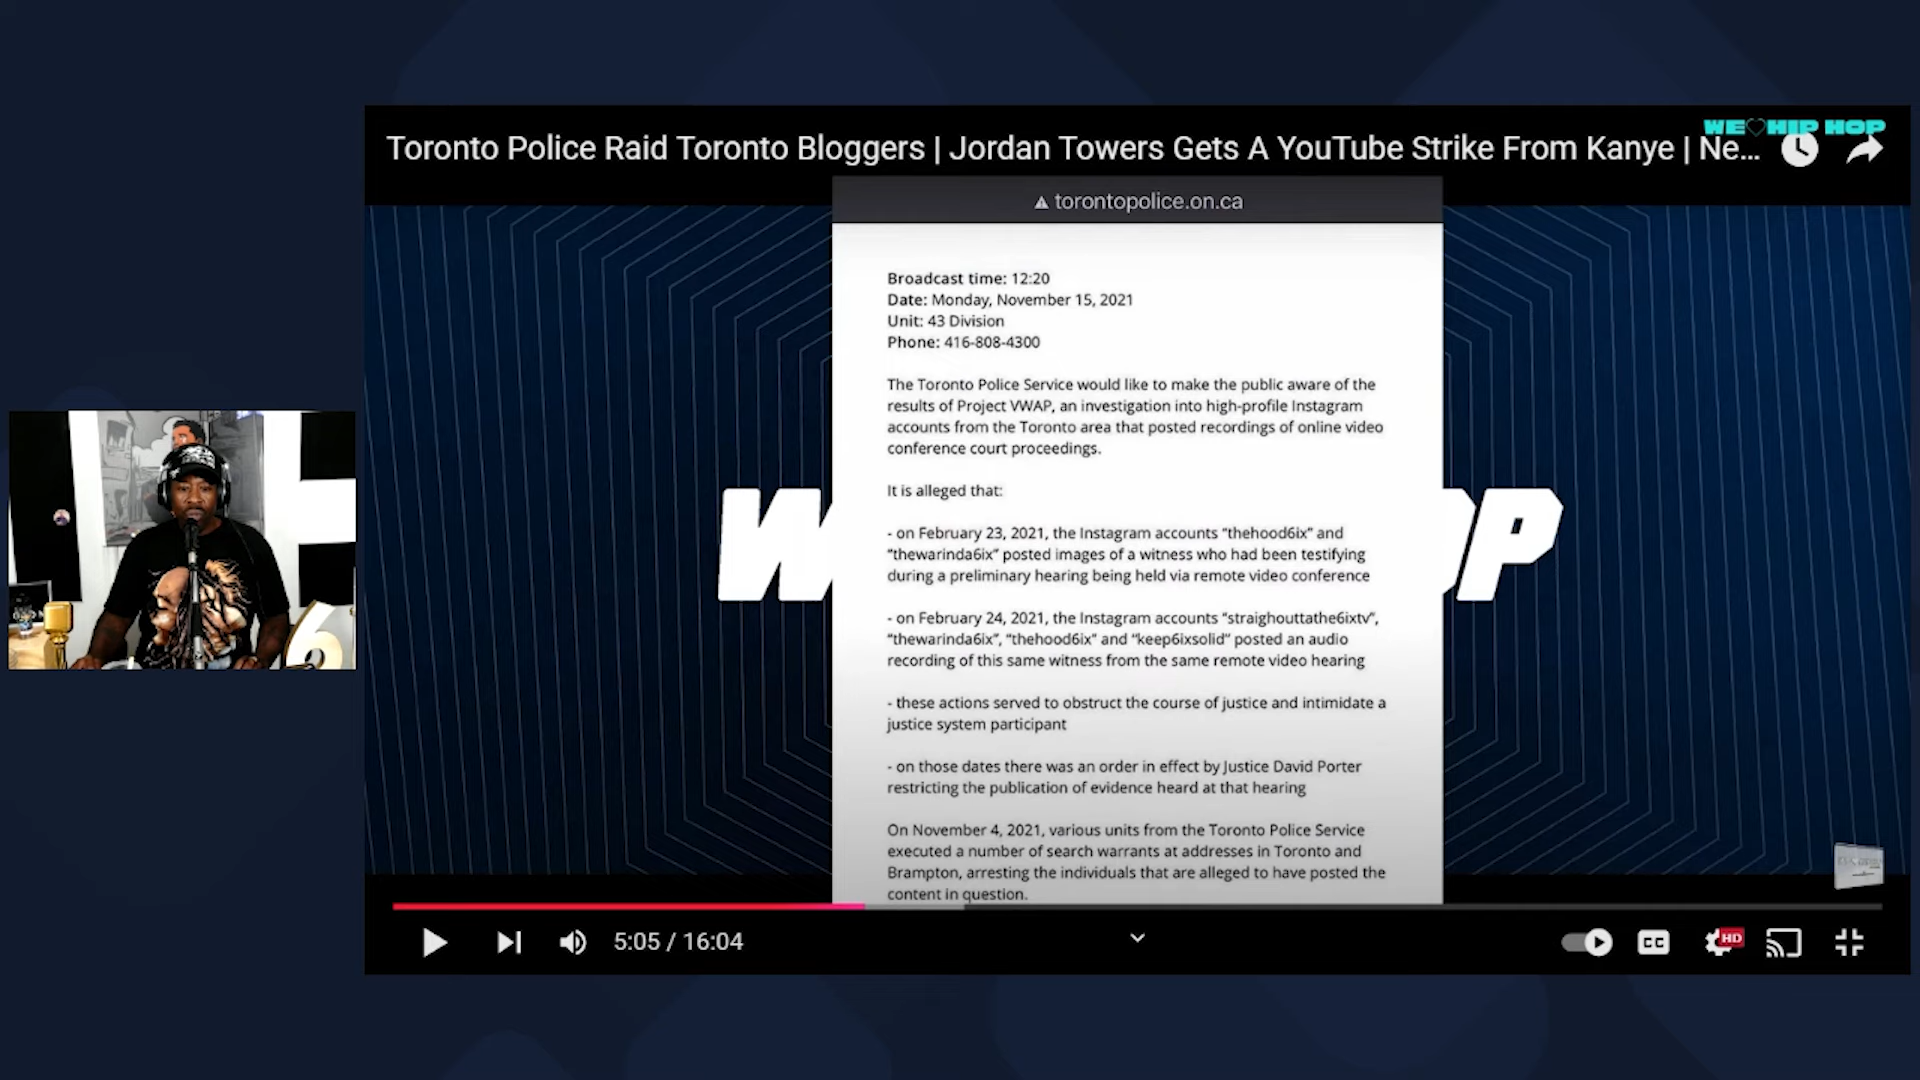 Toronto Police Raid Toronto Bloggers | Jordan Towers Gets A YouTube Strike From Kanye | Ne...
WE♡HIP HOP
torontopolice.on.ca
Broadcast time: 12:20
Date: Monday, November 15, 2021
Unit: 43 Division
Phone: 416-808-4300
The Toronto Police Service would like to make the public aware of the
results of Project VWAP, an investigation into high-profile Instagram
accounts from the Toronto area that posted recordings of online video
conference court proceedings.
It is alleged that:
- on February 23, 2021, the Instagram accounts “thehood6ix” and
“thewarinda6ix” posted images of a witness who had been testifying
during a preliminary hearing being held via remote video conference
- on February 24, 2021, the Instagram accounts “straighouttathe6ixtv”,
“thewarinda6ix”, “thehood6ix” and “keep6ixsolid” posted an audio
recording of this same witness from the same remote video hearing
- these actions served to obstruct the course of justice and intimidate a
justice system participant
- on those dates there was an order in effect by Justice David Porter
restricting the publication of evidence heard at that hearing
On November 4, 2021, various units from the Toronto Police Service
executed a number of search warrants at addresses in Toronto and
Brampton, arresting the individuals that are alleged to have posted the
content in question.
W OP
6
5:05 / 16:04
CC
HD